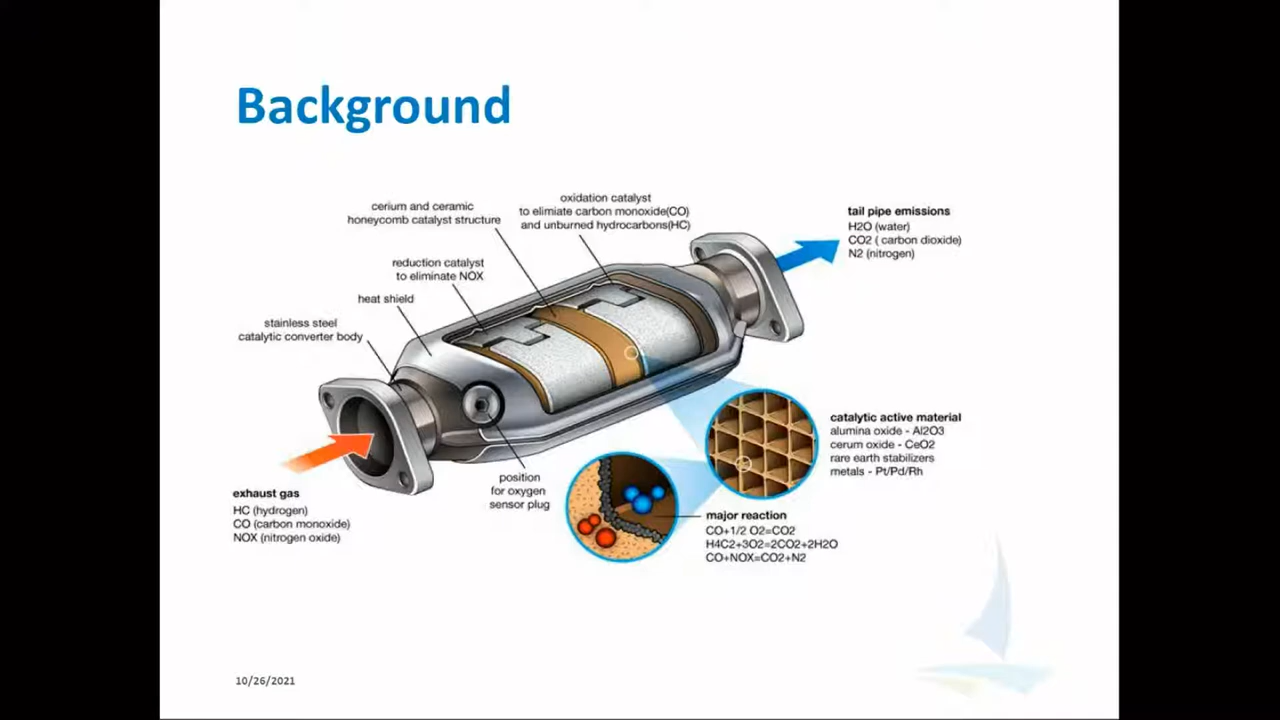 Background
cerium and ceramic
honeycomb catalyst structure
oxidation catalyst
to elimiate carbon monoxide(CO)
and unburned hydrocarbons(HC)
tail pipe emissions
H2O (water)
CO2 ( carbon dioxide)
N2 (nitrogen)
reduction catalyst
to eliminate NOX
heat shield
stainless steel
catalytic converter body
catalytic active material
alumina oxide - Al2O3
cerum oxide - CeO2
rare earth stabilizers
metals - Pt/Pd/Rh
position
for oxygen
sensor plug
exhaust gas
HC (hydrogen)
CO (carbon monoxide)
NOX (nitrogen oxide)
major reaction
CO+1/2 O2=CO2
H4C2+3O2=2CO2+2H2O
CO+NOX=CO2+N2
10/26/2021